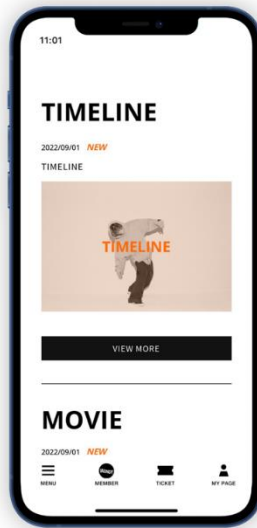 11:01
TIMELINE
2022/09/01 NEW
TIMELINE
TIMELINE
VIEW MORE
MOVIE
2022/09/01 NEW
MENU
MEMBER
TICKET
MY PAGE